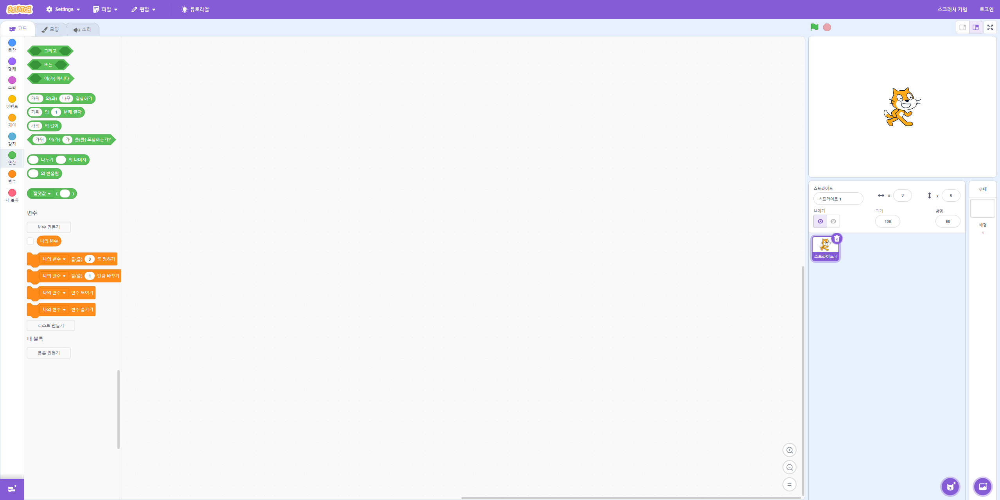 SCRATCH Settings 파일 편집 튜토리얼 스크래치 가입 로그인
코드 모양 소리
동작
형태
소리
이벤트
제어
감지
연산
변수
내 블록
그리고
또는
이(가) 아니다
가위 와(과) 나무 결합하기
가위 의 1 번째 글자
가위 의 길이
가위 이(가) 가 을(를) 포함하는가?
나누기 의 나머지
의 반올림
절댓값 ( )
변수
변수 만들기
나의 변수
나의 변수 을(를) 0 로 정하기
나의 변수 을(를) 1 만큼 바꾸기
나의 변수 변수 보이기
나의 변수 변수 숨기기
리스트 만들기
내 블록
블록 만들기
스프라이트
스프라이트 1 x 0 y 0
보이기 크기 방향
100 90
스프라이트 1
무대
배경
1